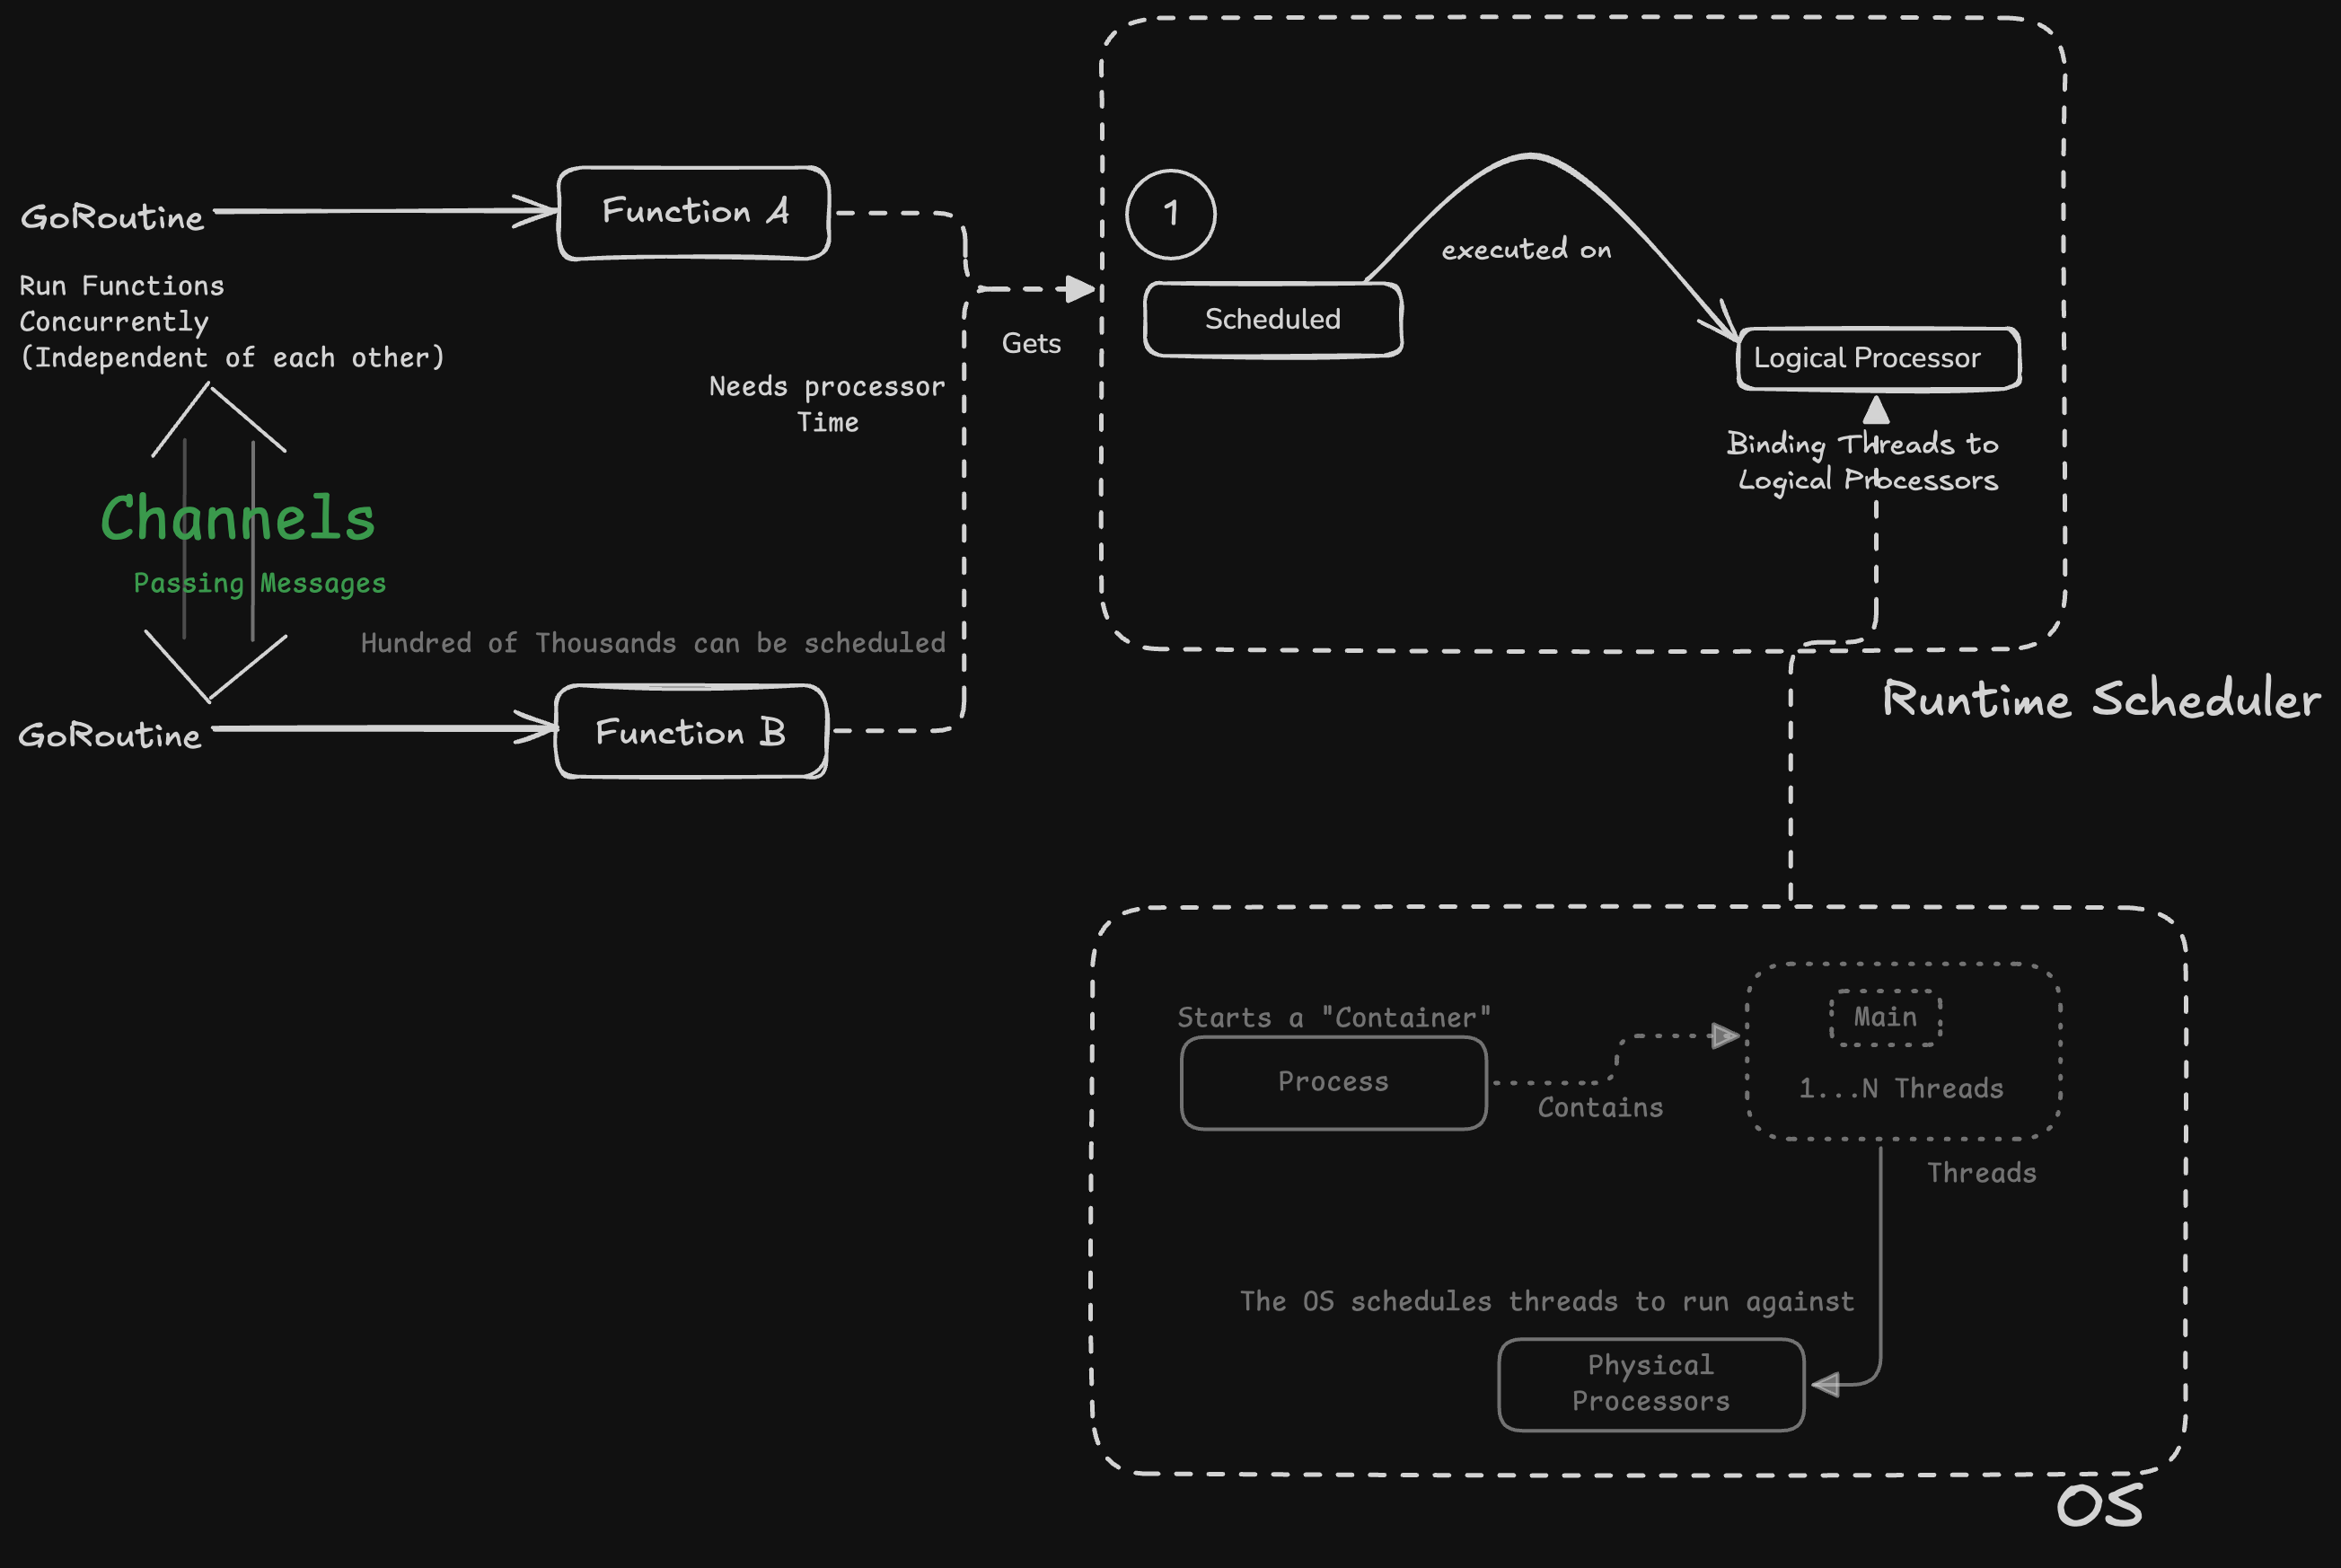 GoRoutine
Function A
Run Functions
Concurrently
(Independent of each other)
Channels
Passing Messages
Needs processor
Time
Hundred of Thousands can be scheduled
GoRoutine
Function B
Gets
1
Scheduled
executed on
Logical Processor
Binding Threads to
Logical Processors
Runtime Scheduler
Starts a "Container"
Process
Contains
Main
1...N Threads
Threads
The OS schedules threads to run against
Physical
Processors
OS